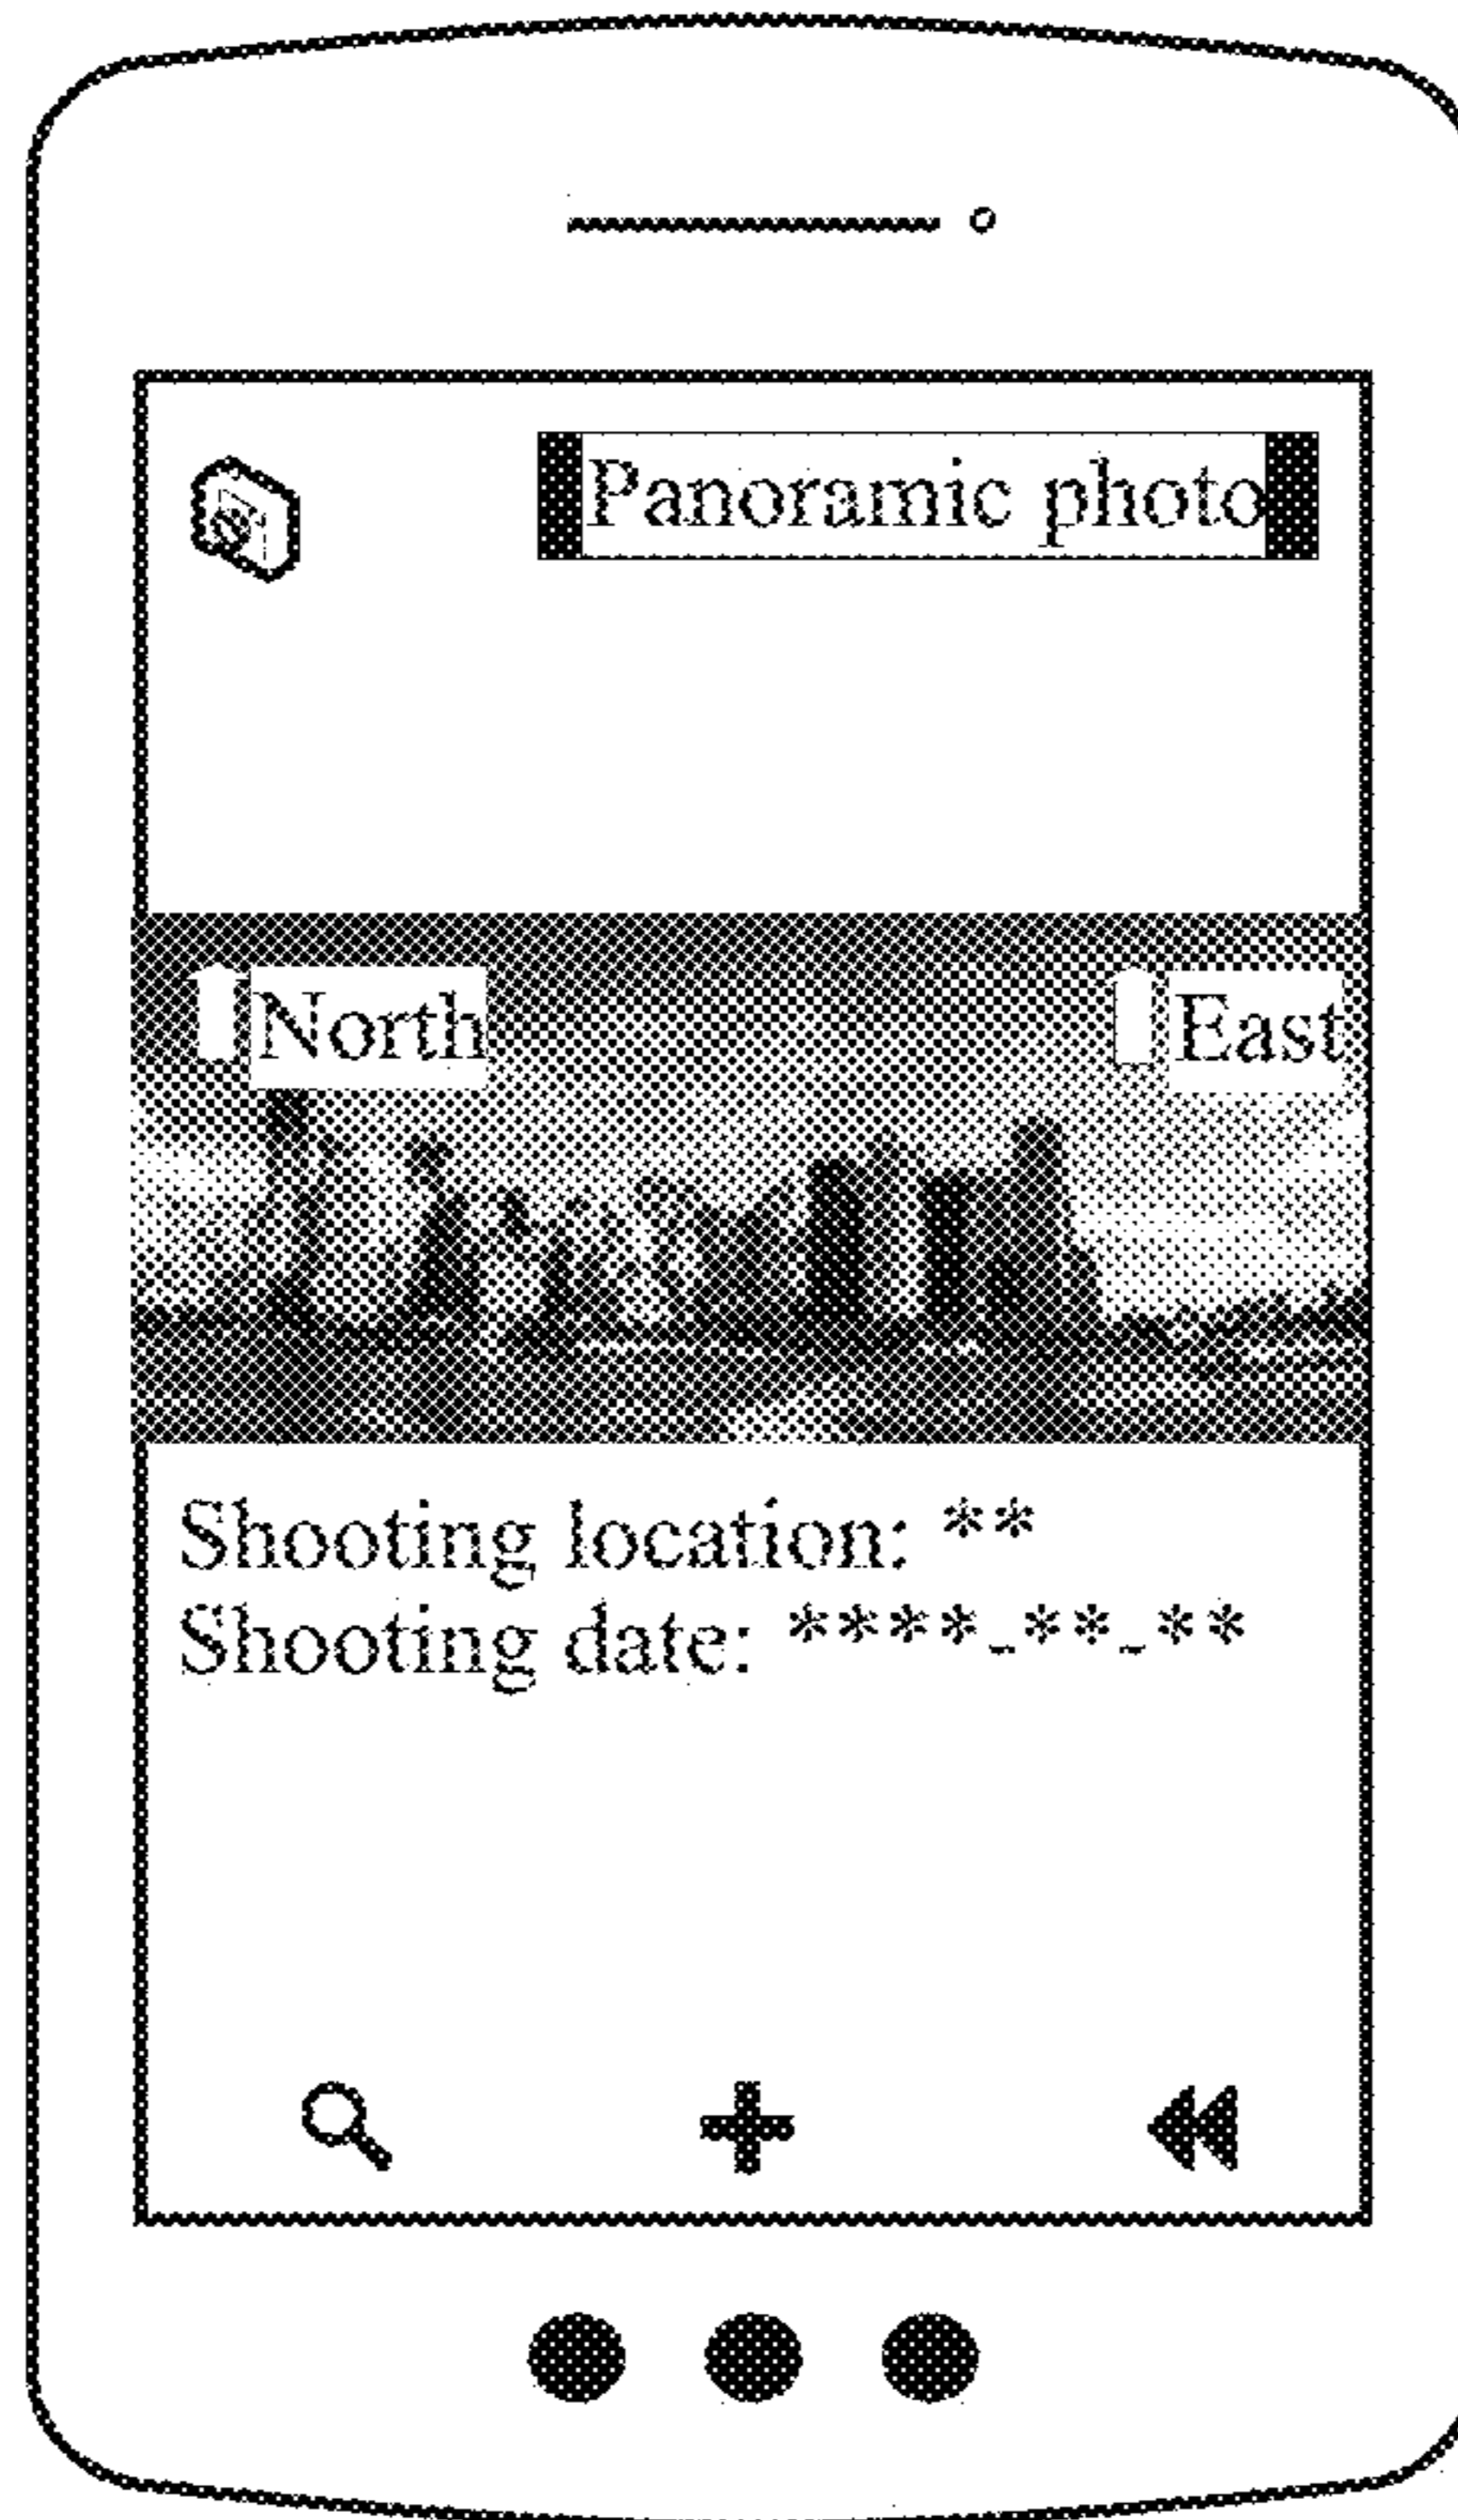 Panoramic photo
North East
Shooting location: **
Shooting date: ****-**-**